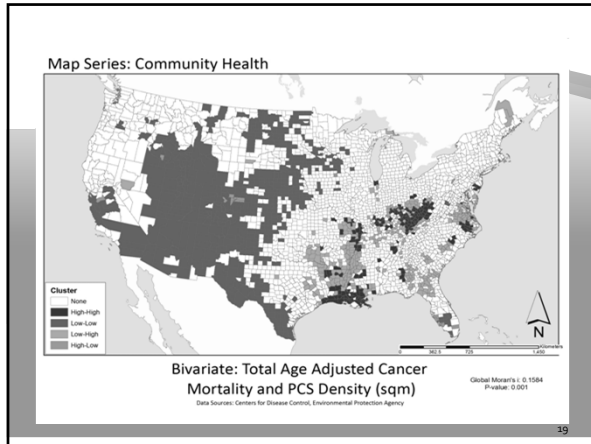 Map Series: Community Health
Cluster
None
High-High
Low-Low
Low-High
High-Low
N
Kilometers
0 362.5 725 1,450
Bivariate: Total Age Adjusted Cancer
Mortality and PCS Density (sqm)
Data Sources: Centers for Disease Control, Environmental Protection Agency
Global Moran's i: 0.1584
P-value: 0.001
19